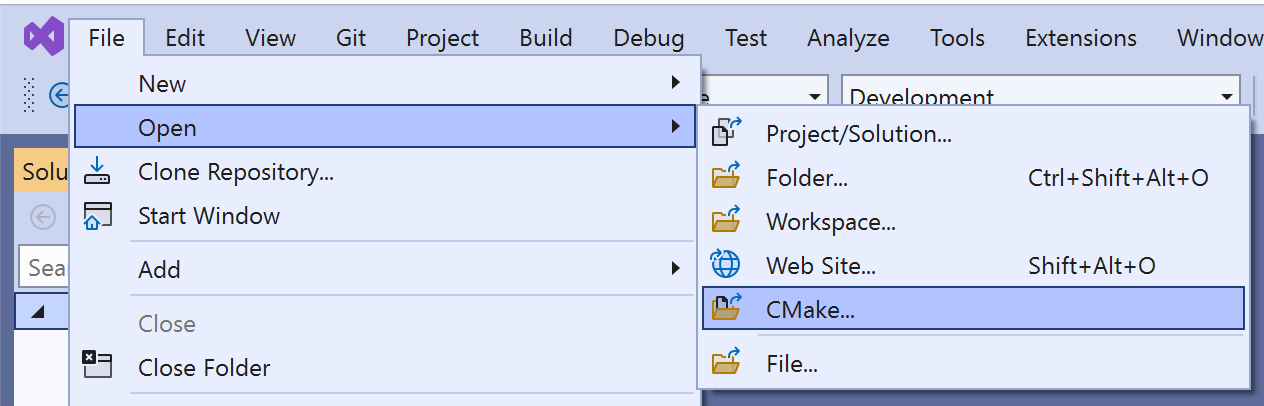 File Edit View Git Project Build Debug Test Analyze Tools Extensions Window
Development
New
Open
Clone Repository...
Start Window
Add
Close
Close Folder
Project/Solution...
Folder... Ctrl+Shift+Alt+O
Workspace...
Web Site... Shift+Alt+O
CMake...
File...
Solu
Sea